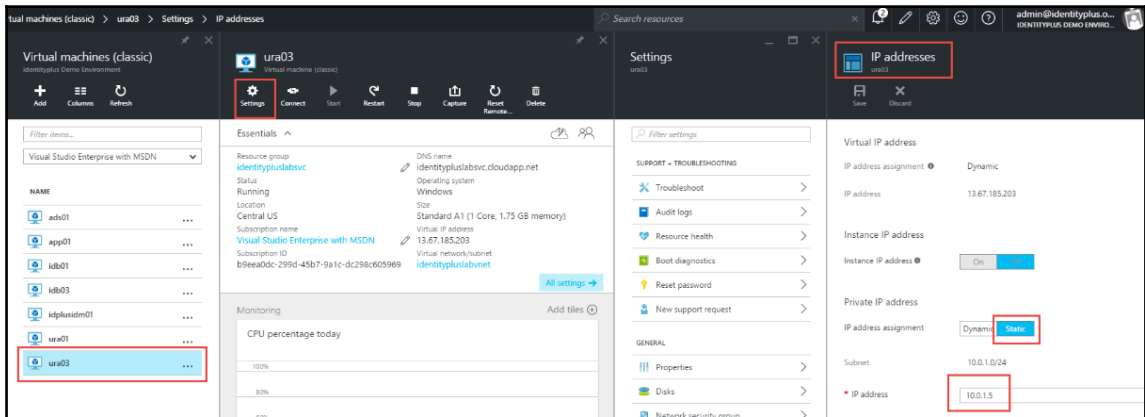 tual machines (classic) > ura03 > Settings > IP addresses
Search resources
admin@identityplus.o...
IDENTITYPLUS DEMO ENVIRO...
Virtual machines (classic)
identityplus Demo Environment
Add Columns Refresh
Filter items...
Visual Studio Enterprise with MSDN
NAME
ads01 ...
app01 ...
idb01 ...
idb03 ...
idplusidm01 ...
ura01 ...
ura03 ...
ura03
Virtual machine (classic)
Settings Connect Start Restart Stop Capture Reset Remote... Delete
Essentials
Resource group
identitypluslabsvc
Status
Running
Location
Central US
Subscription name
Visual Studio Enterprise with MSDN
Subscription ID
b9eea0dc-299d-45b7-9a1c-dc298c605969
DNS name
identitypluslabsvc.cloudapp.net
Operating system
Windows
Size
Standard A1 (1 Core, 1.75 GB memory)
Virtual IP address
13.67.185.203
Virtual network/subnet
identitypluslabvnet
All settings →
Monitoring
Add tiles
CPU percentage today
100%
80%
Settings
ura03
Filter settings
SUPPORT + TROUBLESHOOTING
Troubleshoot
Audit logs
Resource health
Boot diagnostics
Reset password
New support request
GENERAL
Properties
Disks
Network security group
IP addresses
ura03
Save Discard
Virtual IP address
IP address assignment Dynamic
IP address 13.67.185.203
Instance IP address
Instance IP address On
Private IP address
IP address assignment Dynamic Static
Subnet 10.0.1.0/24
* IP address 10.0.1.5